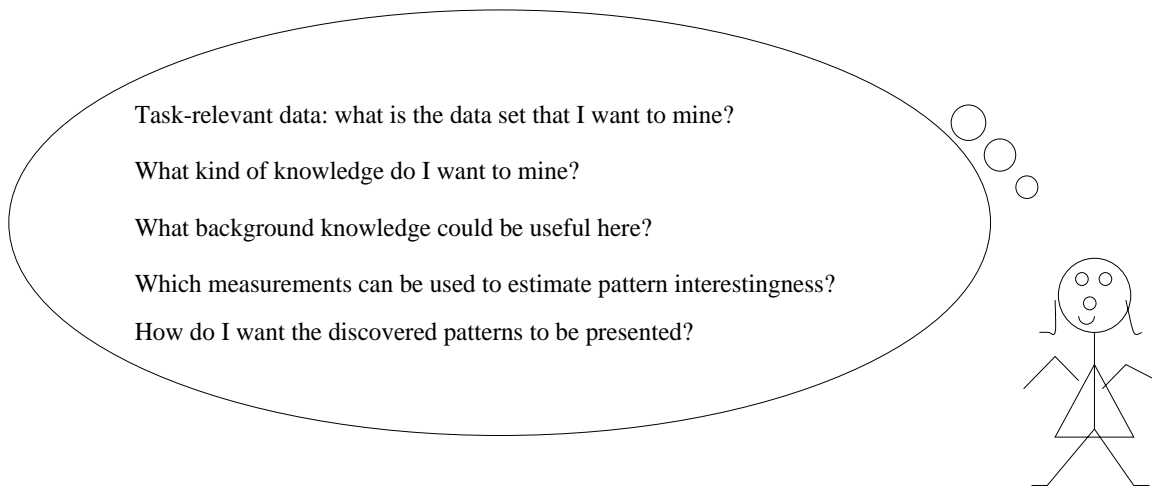 Task-relevant data: what is the data set that I want to mine?
What kind of knowledge do I want to mine?
What background knowledge could be useful here?
Which measurements can be used to estimate pattern interestingness?
How do I want the discovered patterns to be presented?